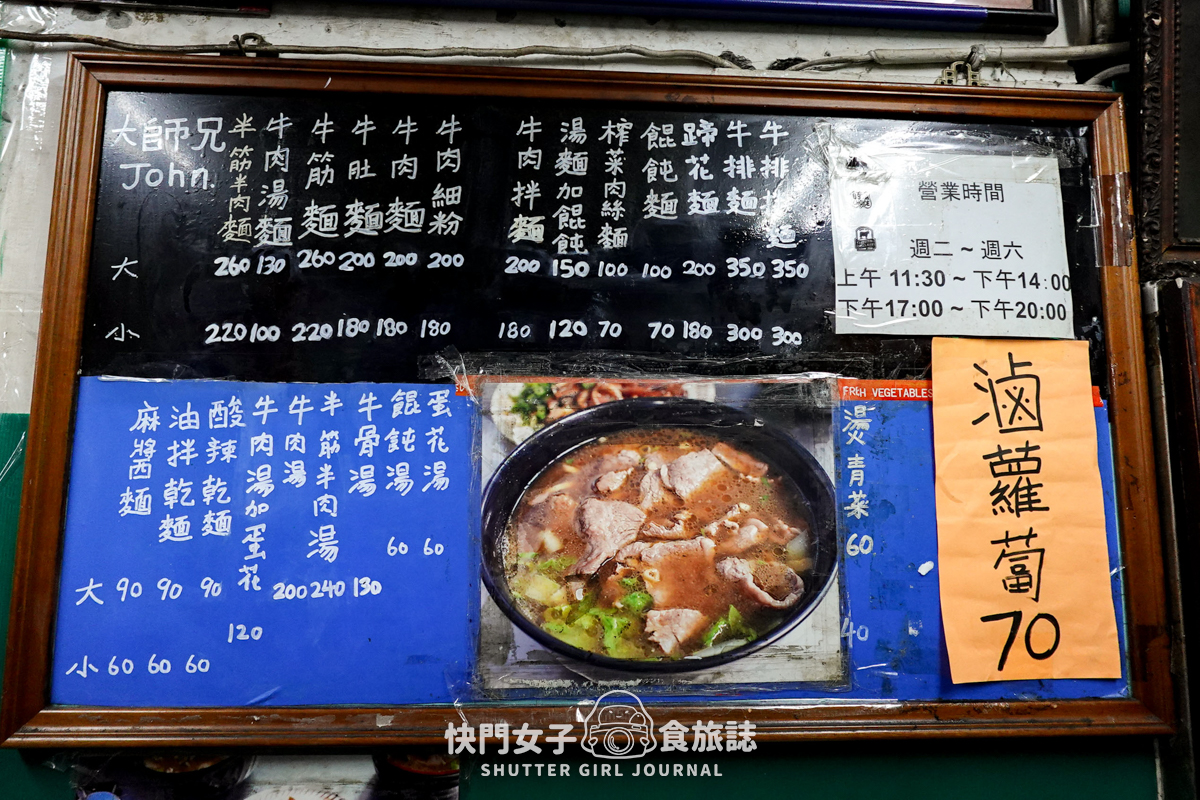 大師兄
John.
半筋半肉麵
牛肉湯麵
牛筋麵
牛肚麵
牛肉麵
牛肉細粉
牛肉拌麵
湯麵加餛飩
榨菜肉絲麵
餛飩麵
蹄花麵
牛排麵
牛排拌麵
大 260 130 260 200 200 200 200 150 100 100 200 350 350
小 220 100 220 180 180 180 180 120 70 70 180 300 300
營業時間
週二 ~ 週六
上午 11:30 ~ 下午14:00
下午17:00 ~ 下午20:00
麻醬麵
油拌乾麵
酸辣乾麵
牛肉湯加蛋花
牛肉湯
半筋半肉湯
牛骨湯
餛飩湯
蛋花湯
60 60
大 90 90 90 200 240 130
120
小 60 60 60
FRESH VEGETABLES
燙青菜
60
40
滷蘿蔔
70
快門女子 食旅誌
SHUTTER GIRL JOURNAL